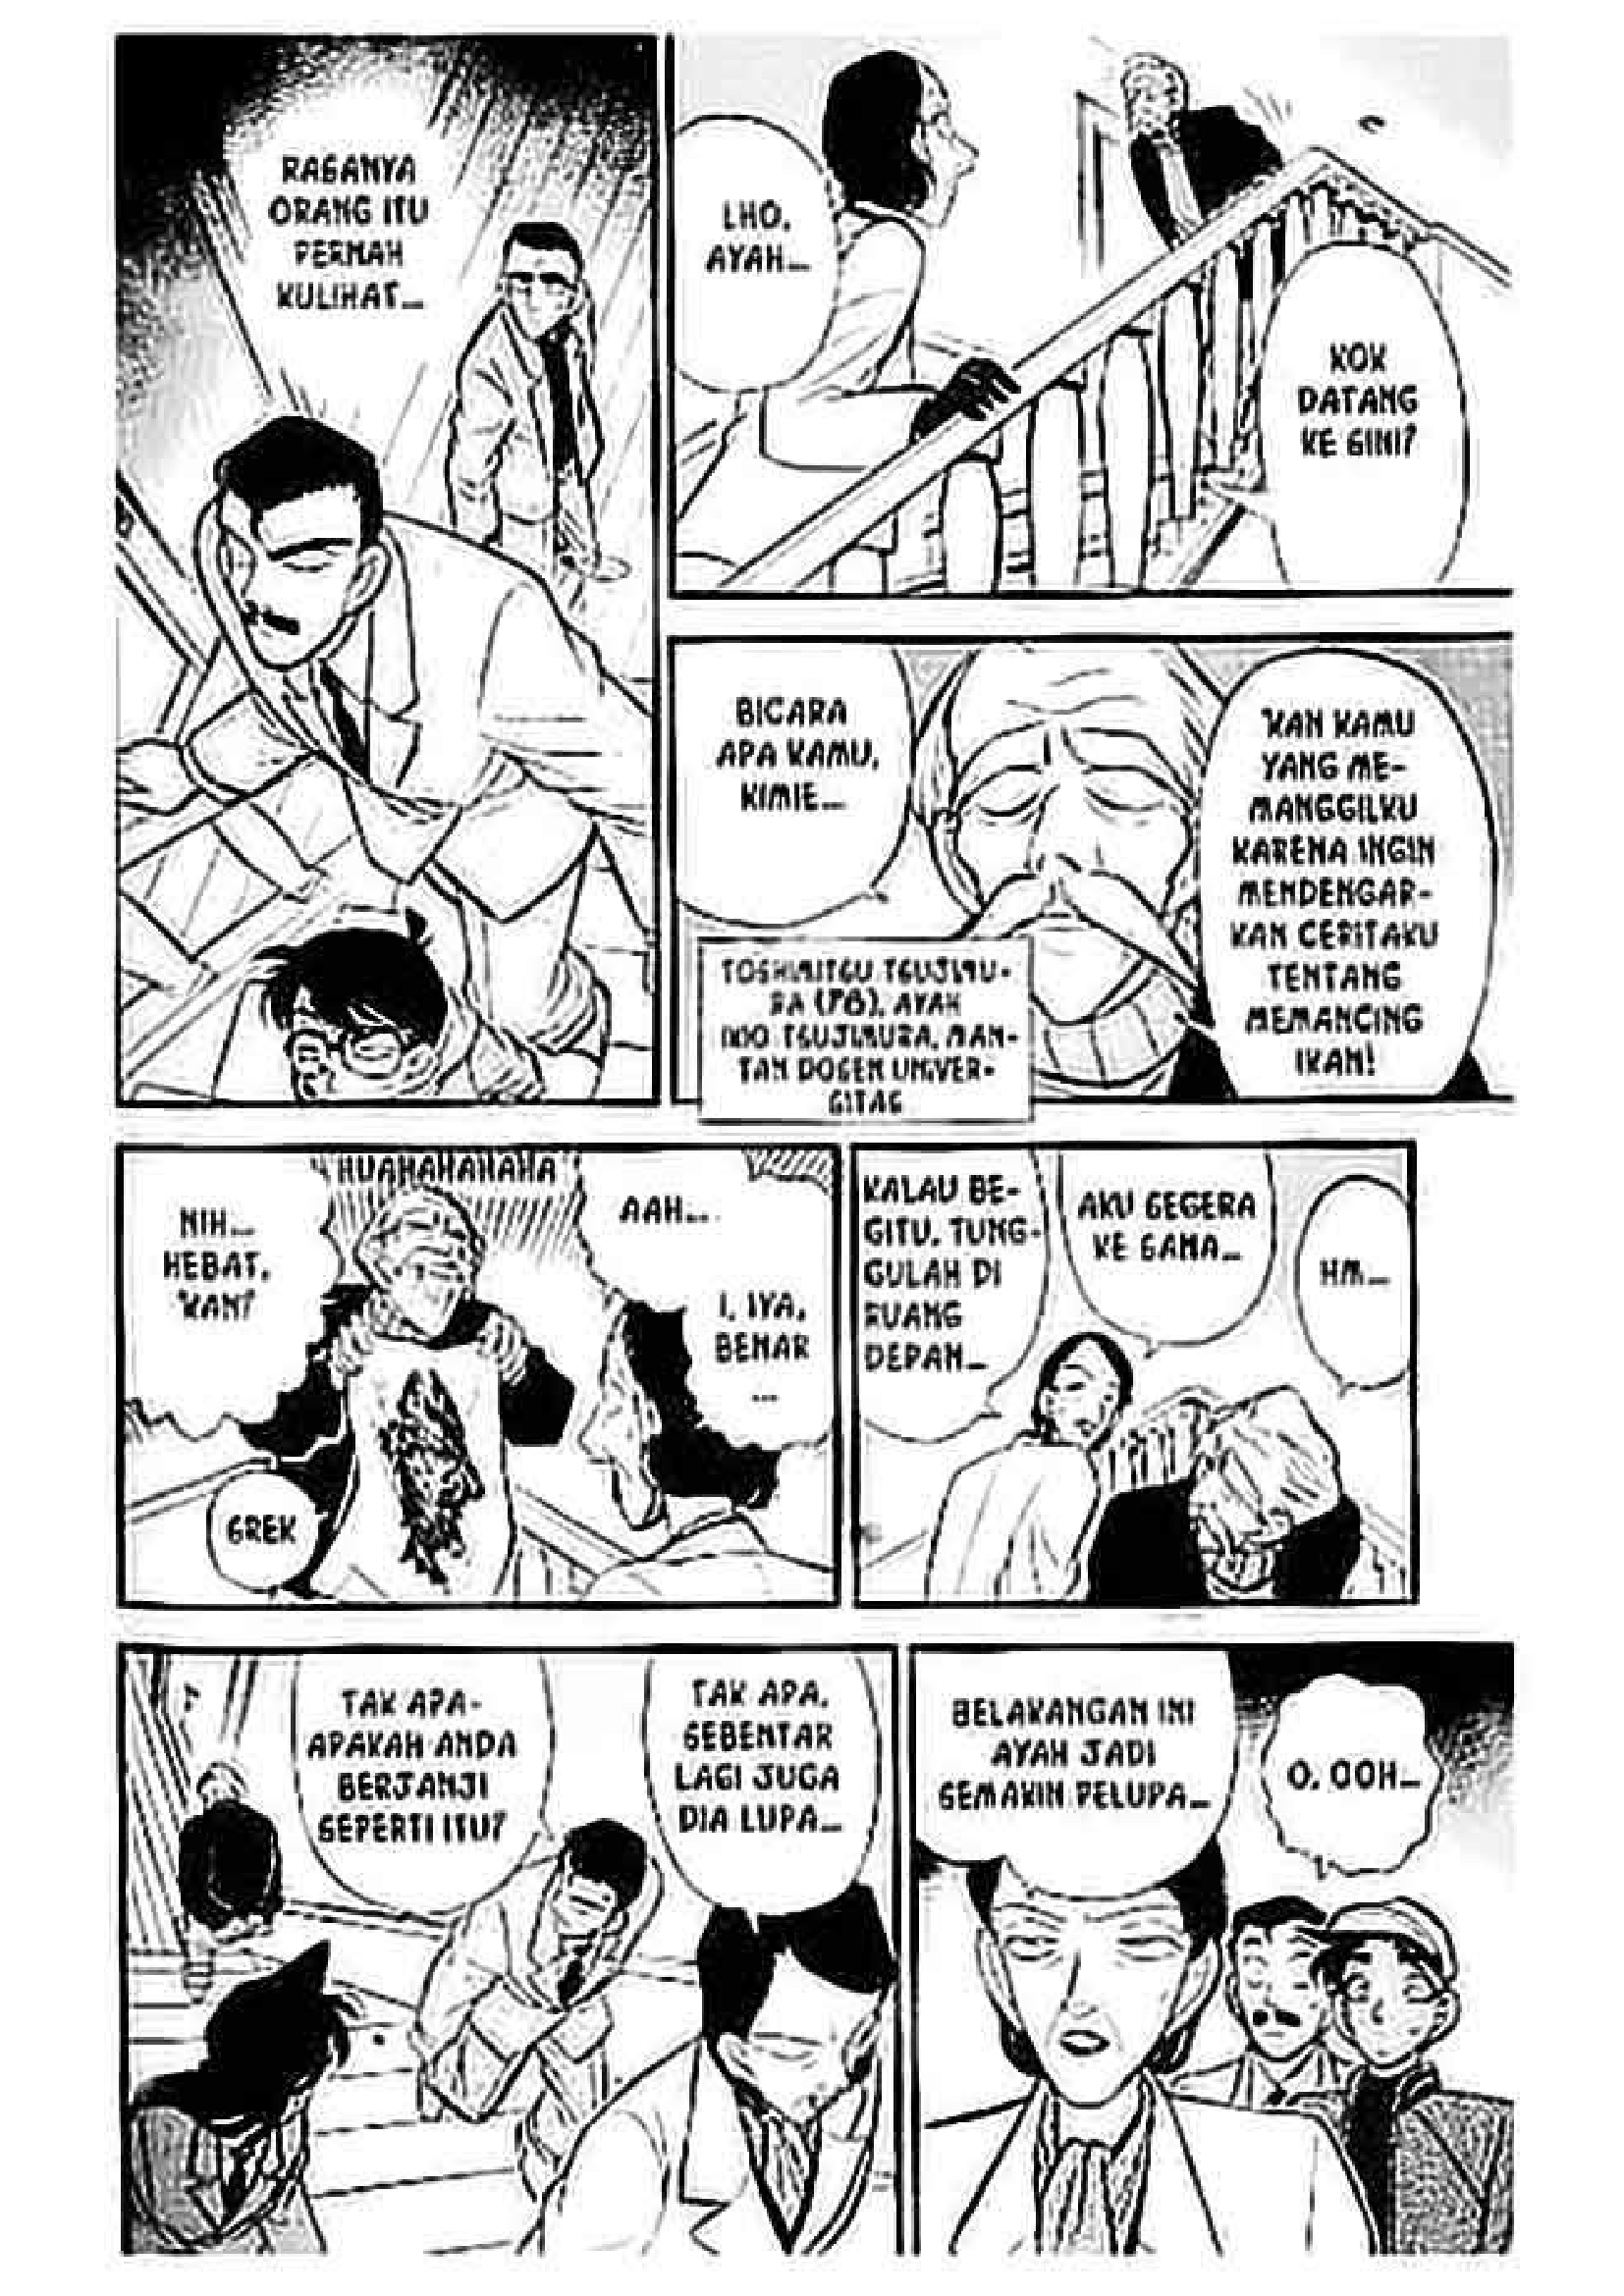 RASANYA
ORANG ITU
PERNAH
KULIHAT...
LHO,
AYAH...
KOK
DATANG
KE SINI?
BICARA
APA KAMU,
KIMIE...
'KAN KAMU
YANG ME-
MANGGILKU
KARENA INGIN
MENDENGAR-
KAN CERITAKU
TENTANG
MEMANCING
IKAN!
TOSHIMITSU TSUJIMU-
RA (78), AYAH
ISAO TSUJIMURA, MAN-
TAN DOSEN UNIVER-
SITAS
NIH...
HEBAT,
'KAN?
HUAHAHAHAHA
SREK
AAH...
I, IYA,
BENAR
...
KALAU BE-
GITU, TUNG-
GULAH DI
RUANG
DEPAN...
AKU SEGERA
KE SANA...
HM...
TAK APA-
APAKAH ANDA
BERJANJI
SEPERTI ITU?
TAK APA,
SEBENTAR
LAGI JUGA
DIA LUPA...
BELAKANGAN INI
AYAH JADI
SEMAKIN PELUPA...
O, OOH...